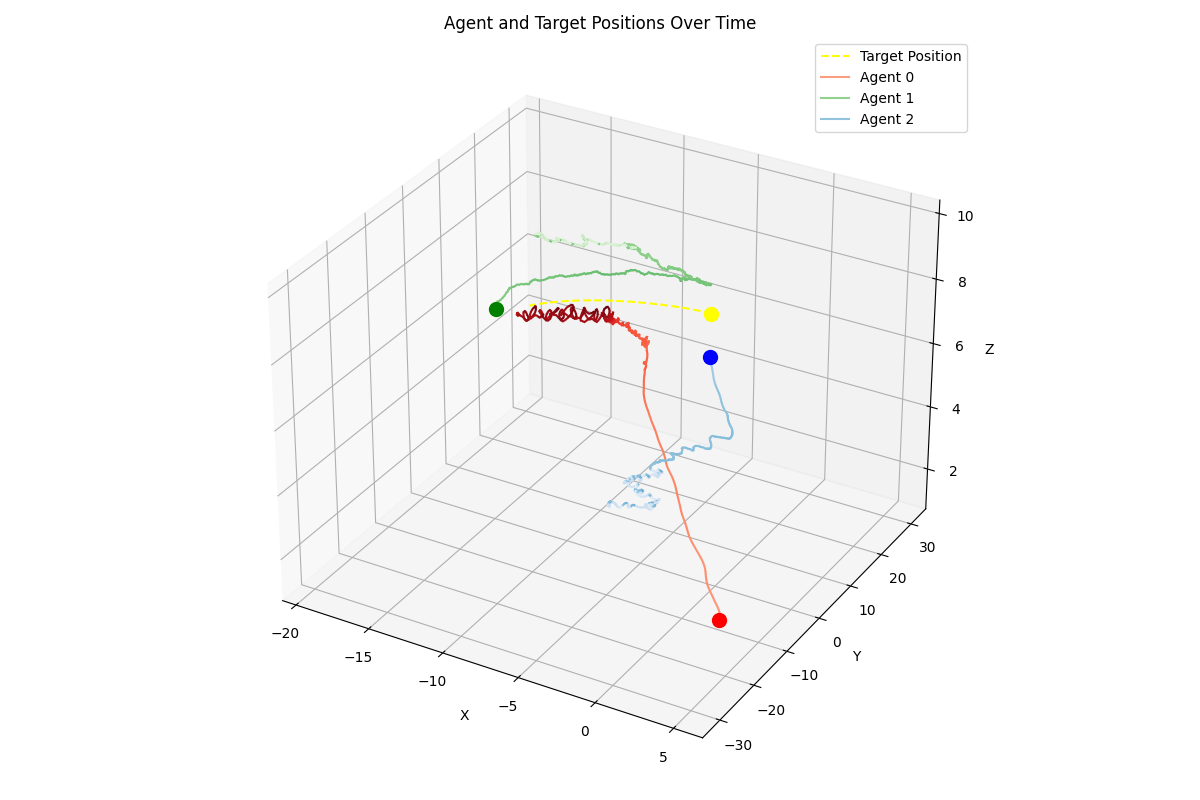 Agent and Target Positions Over Time
Target Position
Agent 0
Agent 1
Agent 2
10
8
6
4
2
Z
30
20
10
0
−10
−20
−30
Y
−20
−15
−10
−5
0
5
X